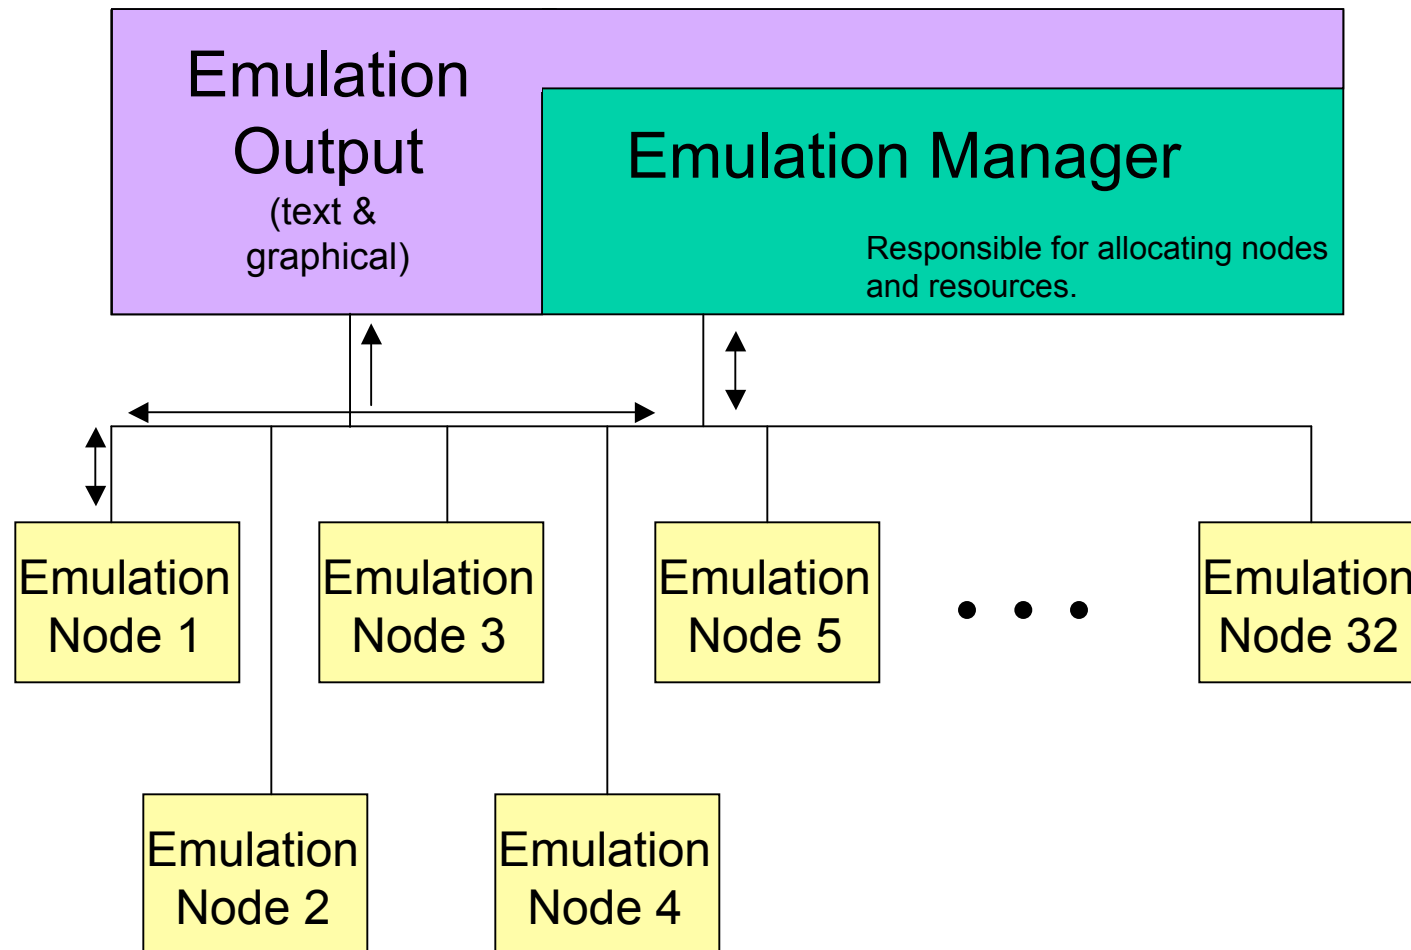 Emulation
Output
(text &
graphical)
Emulation Manager
Responsible for allocating nodes
and resources.
Emulation
Node 1
Emulation
Node 3
Emulation
Node 5
• • •
Emulation
Node 32
Emulation
Node 2
Emulation
Node 4